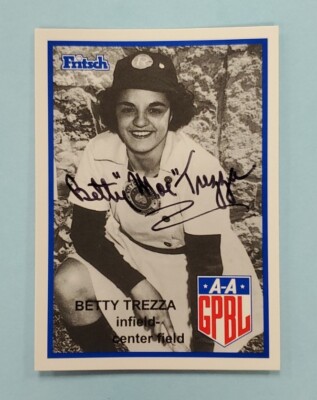 Fritsch
Betty "Moe" Trezza
BETTY TREZZA
infield-
center field
A-A
GPBL